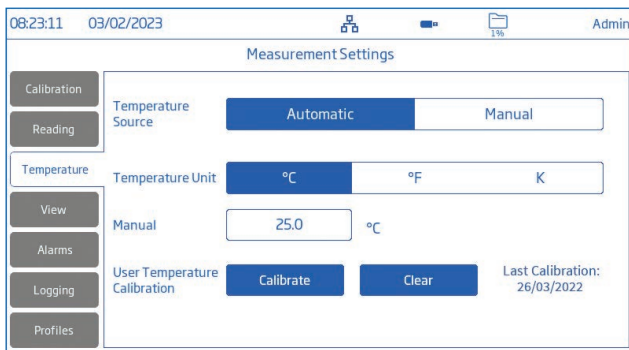 08:23:11 03/02/2023 1% Admin
Measurement Settings
Calibration
Reading
Temperature
View
Alarms
Logging
Profiles
Temperature
Source
Automatic Manual
Temperature Unit °C °F K
Manual 25.0 °C
User Temperature
Calibration
Calibrate Clear
Last Calibration:
26/03/2022